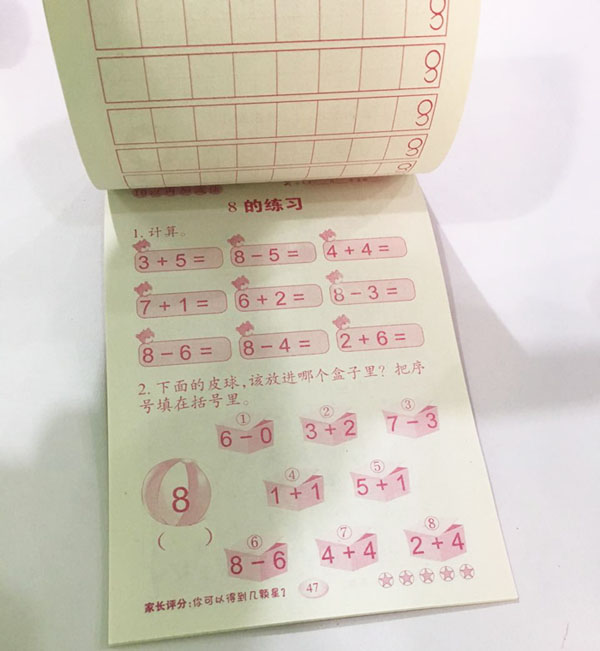 8
8
8
8
8 的练习
1. 计算。
3 + 5 = 8 − 5 = 4 + 4 =
7 + 1 = 6 + 2 = 8 − 3 =
8 − 6 = 8 − 4 = 2 + 6 =
2. 下面的皮球,该放进哪个盒子里? 把序
号填在括号里。
① ② ③
6 − 0 3 + 2 7 − 3
④ ⑤
1 + 1 5 + 1
8
( )
⑥ ⑦ ⑧
8 − 6 4 + 4 2 + 4
家长评分:你可以得到几颗星?
47